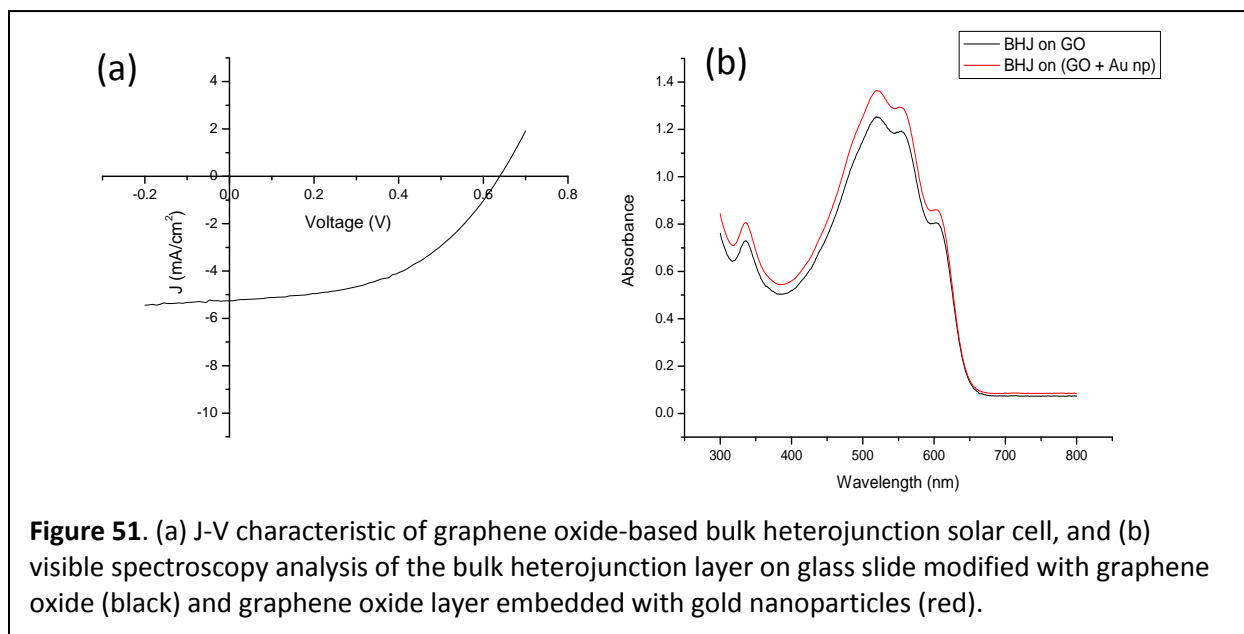 (a)
4
2
0
-2
-4
-6
-8
-10
-0.2
0.0
0.2
0.4
0.6
0.8
Voltage (V)
J (mA/cm²)
(b)
BHJ on GO
BHJ on (GO + Au np)
1.4
1.2
1.0
0.8
0.6
0.4
0.2
0.0
Absorbance
300
400
500
600
700
800
Wavelength (nm)
Figure 51. (a) J-V characteristic of graphene oxide-based bulk heterojunction solar cell, and (b)
visible spectroscopy analysis of the bulk heterojunction layer on glass slide modified with graphene
oxide (black) and graphene oxide layer embedded with gold nanoparticles (red).